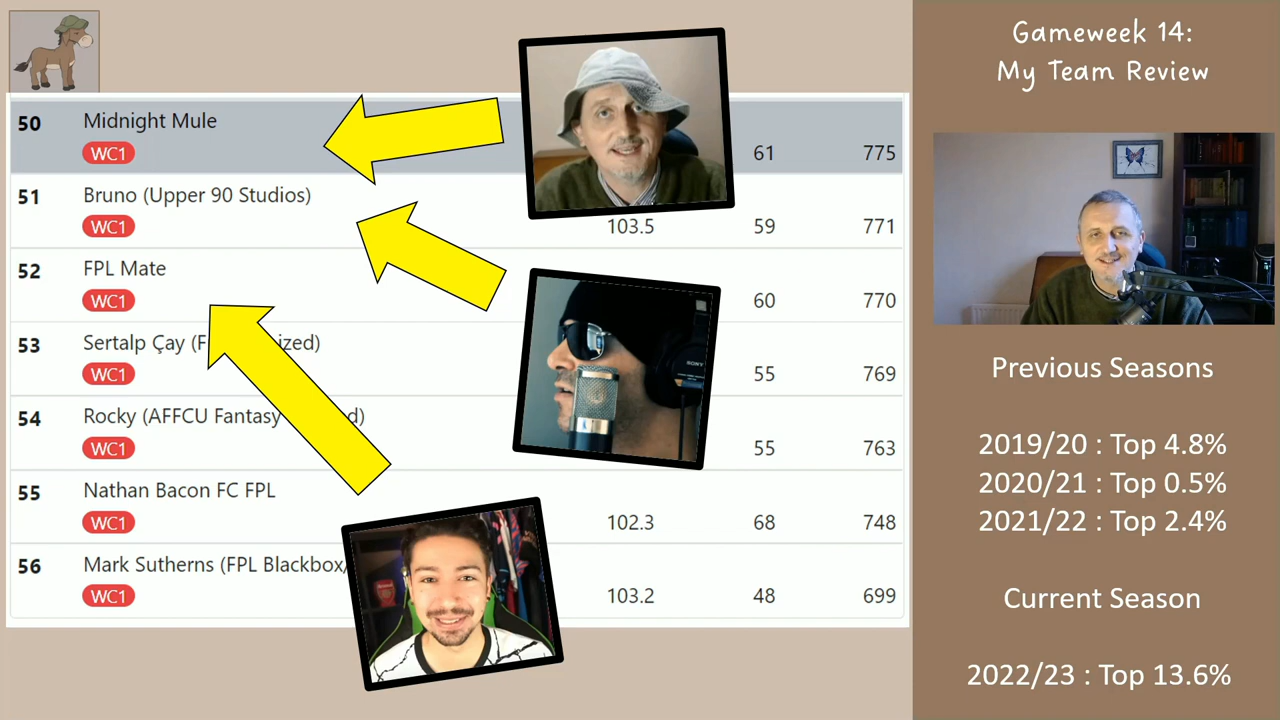 Gameweek 14:
My Team Review
50 Midnight Mule
WC1 61 775
51 Bruno (Upper 90 Studios)
WC1 103.5 59 771
52 FPL Mate
WC1 60 770
53 Sertalp Çay (F ized)
WC1 55 769
54 Rocky (AFFCU Fantasy d)
WC1 55 763
55 Nathan Bacon FC FPL
WC1 102.3 68 748
56 Mark Sutherns (FPL Blackbox/
WC1 103.2 48 699
SONY
Previous Seasons
2019/20 : Top 4.8%
2020/21 : Top 0.5%
2021/22 : Top 2.4%
Current Season
2022/23 : Top 13.6%